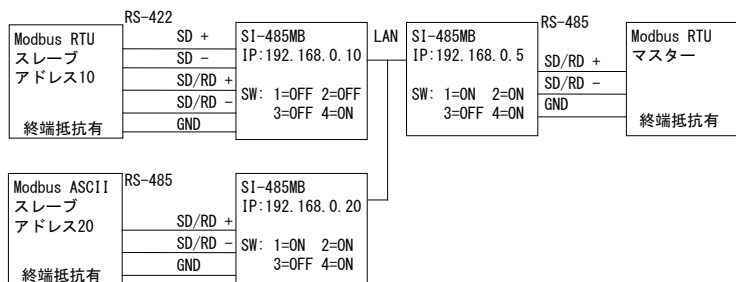 RS-422
Modbus RTU
スレーブ
アドレス10
終端抵抗有
SD +
SD -
SD/RD +
SD/RD -
GND
SI-485MB
IP:192.168.0.10
SW: 1=OFF 2=OFF
3=OFF 4=ON
LAN
SI-485MB
IP:192.168.0.5
SW: 1=ON 2=ON
3=OFF 4=ON
RS-485
SD/RD +
SD/RD -
GND
Modbus RTU
マスター
終端抵抗有
Modbus ASCII
スレーブ
アドレス20
終端抵抗有
RS-485
SD/RD +
SD/RD -
GND
SI-485MB
IP:192.168.0.20
SW: 1=ON 2=ON
3=OFF 4=ON